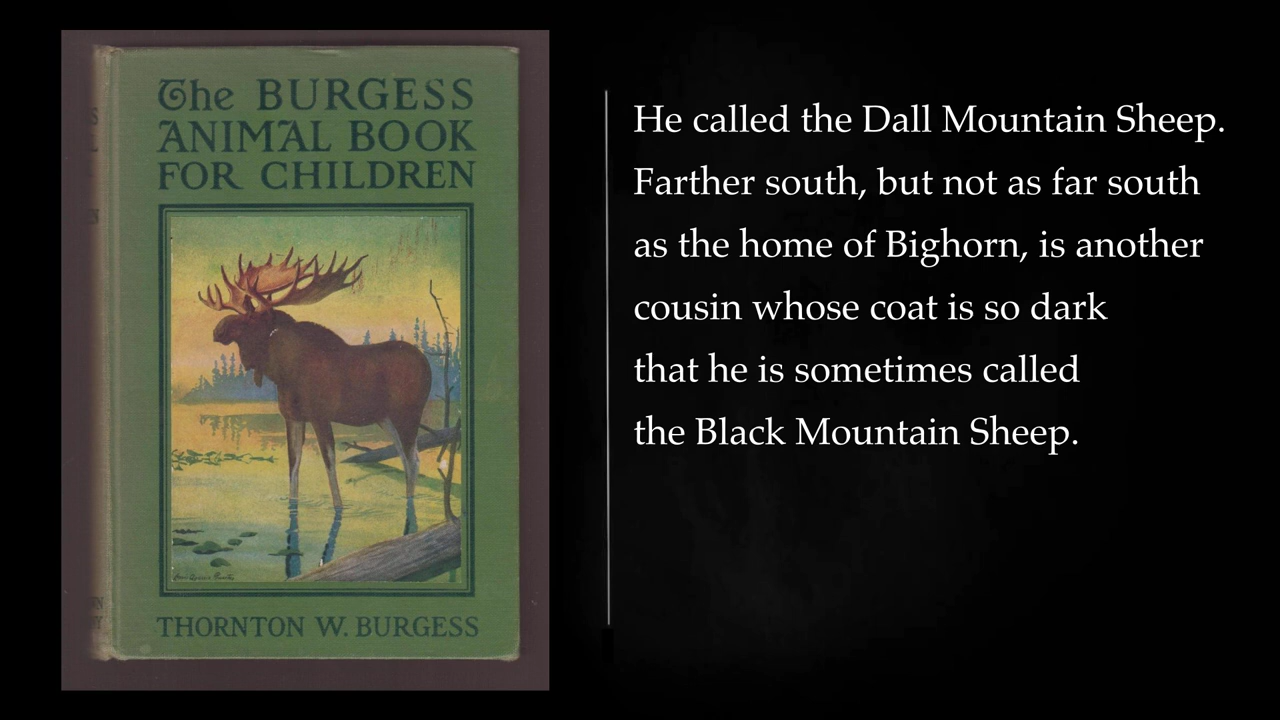 The BURGESS
ANIMAL BOOK
FOR CHILDREN
THORNTON W. BURGESS
He called the Dall Mountain Sheep.
Farther south, but not as far south
as the home of Bighorn, is another
cousin whose coat is so dark
that he is sometimes called
the Black Mountain Sheep.